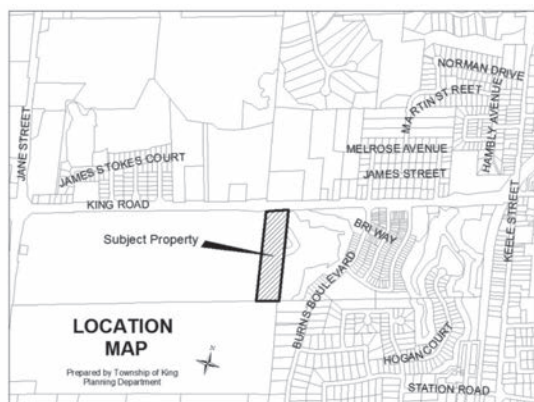 NORMAN DRIVE
MARTIN STREET
HAMBLY AVENUE
MELROSE AVENUE
JAMES STREET
JANE STREET
JAMES STOKES COURT
KING ROAD
KEELE STREET
Subject Property
BRI WAY
BURNS BOULEVARD
HOGAN COURT
STATION ROAD
LOCATION
MAP
Prepared by Township of King
Planning Department